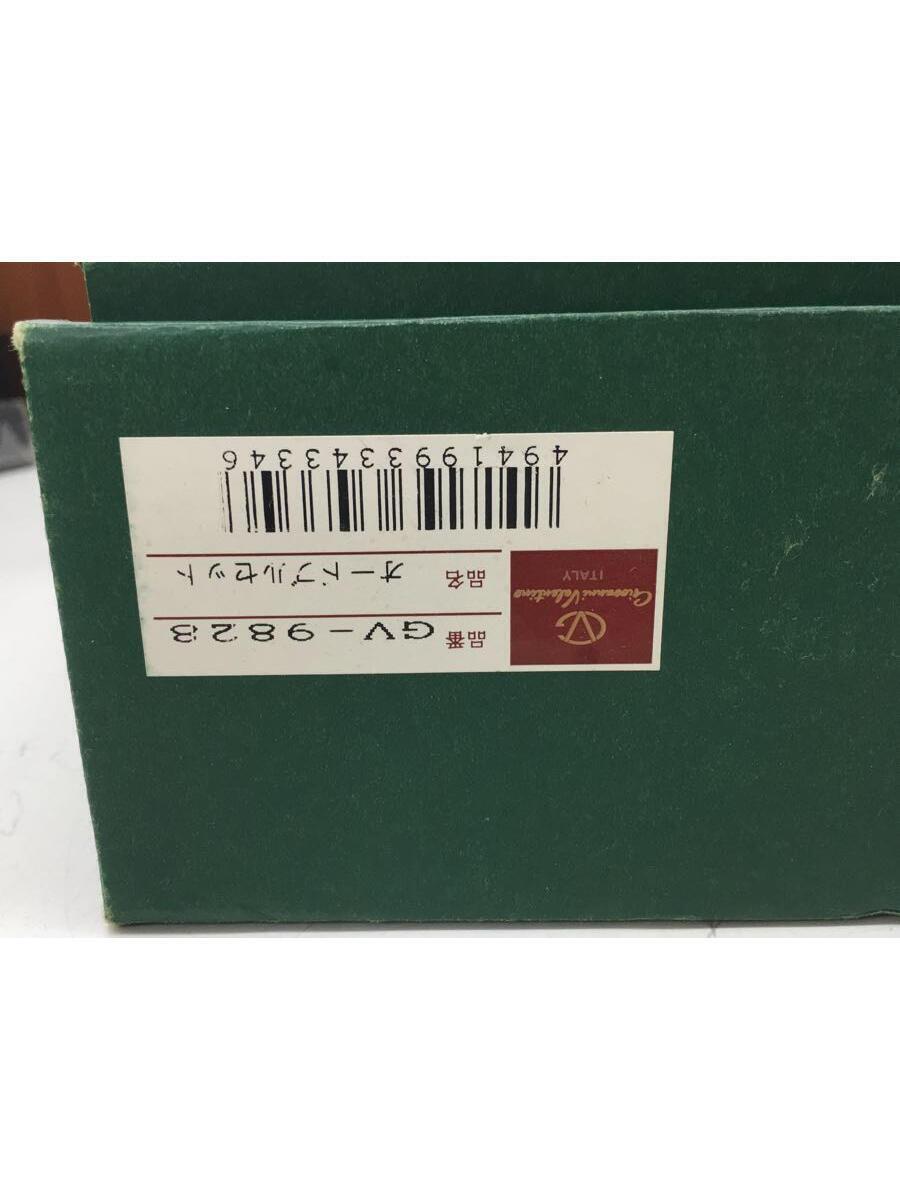 品番 GV-9823
品名 オードブルセット
Giovanni Valentino
ITALY
4941993343346